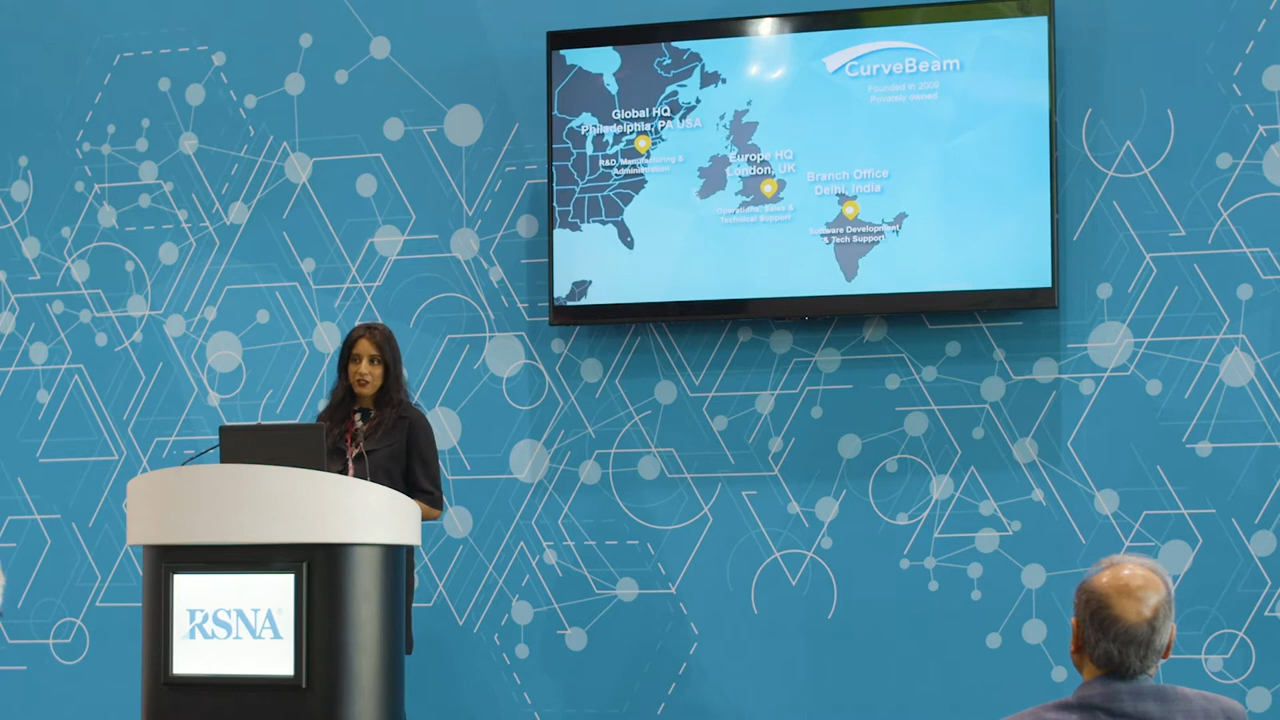 CurveBeam
Founded in 2009
Privately owned
Global HQ
Philadelphia, PA USA
R&D, Manufacturing &
Administration
Europe HQ
London, UK
Operations, Sales &
Technical Support
Branch Office
Delhi, India
Software Development
& Tech Support
RSNA®